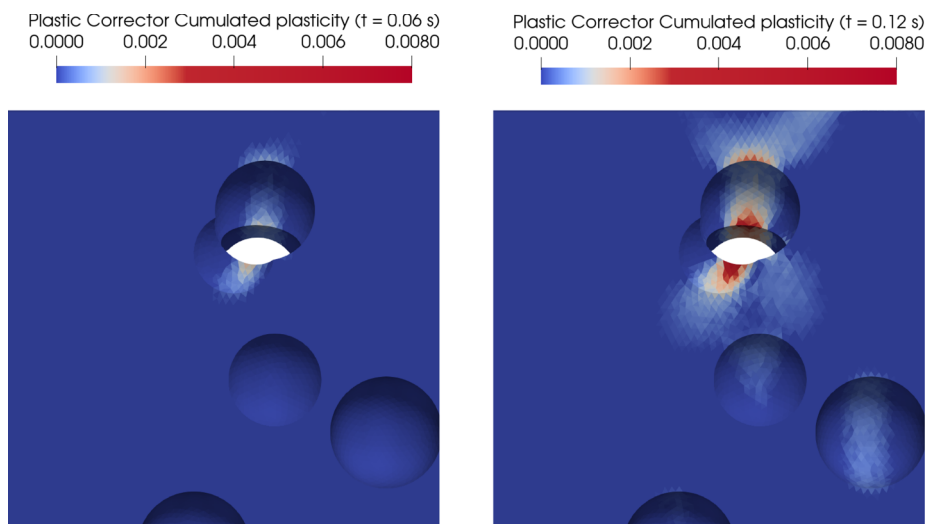 Plastic Corrector Cumulated plasticity (t = 0.06 s)
0.0000 0.002 0.004 0.006 0.0080
Plastic Corrector Cumulated plasticity (t = 0.12 s)
0.0000 0.002 0.004 0.006 0.0080